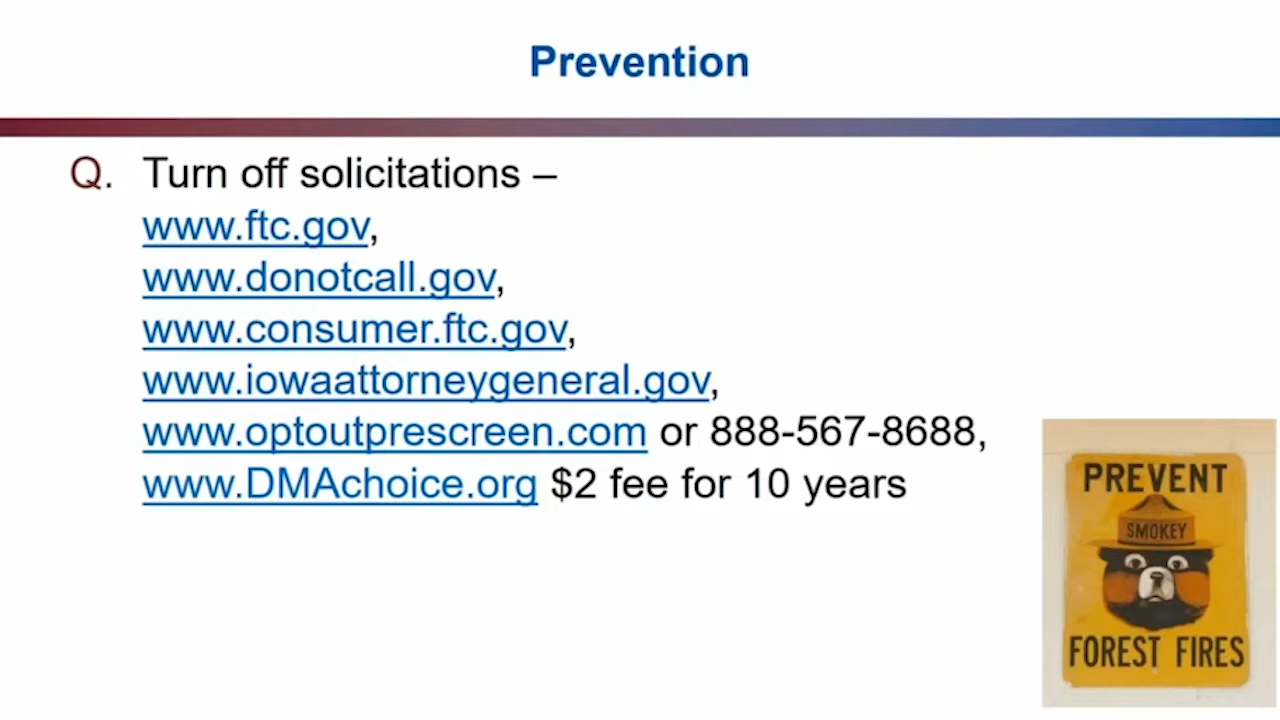 Prevention
Q. Turn off solicitations –
www.ftc.gov,
www.donotcall.gov,
www.consumer.ftc.gov,
www.iowaattorneygeneral.gov,
www.optoutprescreen.com or 888-567-8688,
www.DMAchoice.org $2 fee for 10 years
PREVENT
SMOKEY
FOREST FIRES